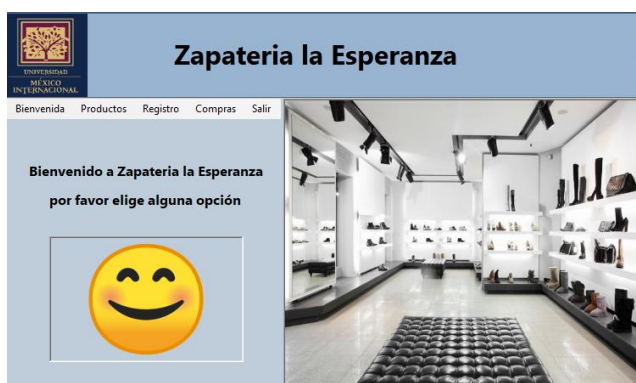 UNIVERSIDAD
MÉXICO
INTERNACIONAL
Zapateria la Esperanza
Bienvenida Productos Registro Compras Salir
Bienvenido a Zapateria la Esperanza
por favor elige alguna opción